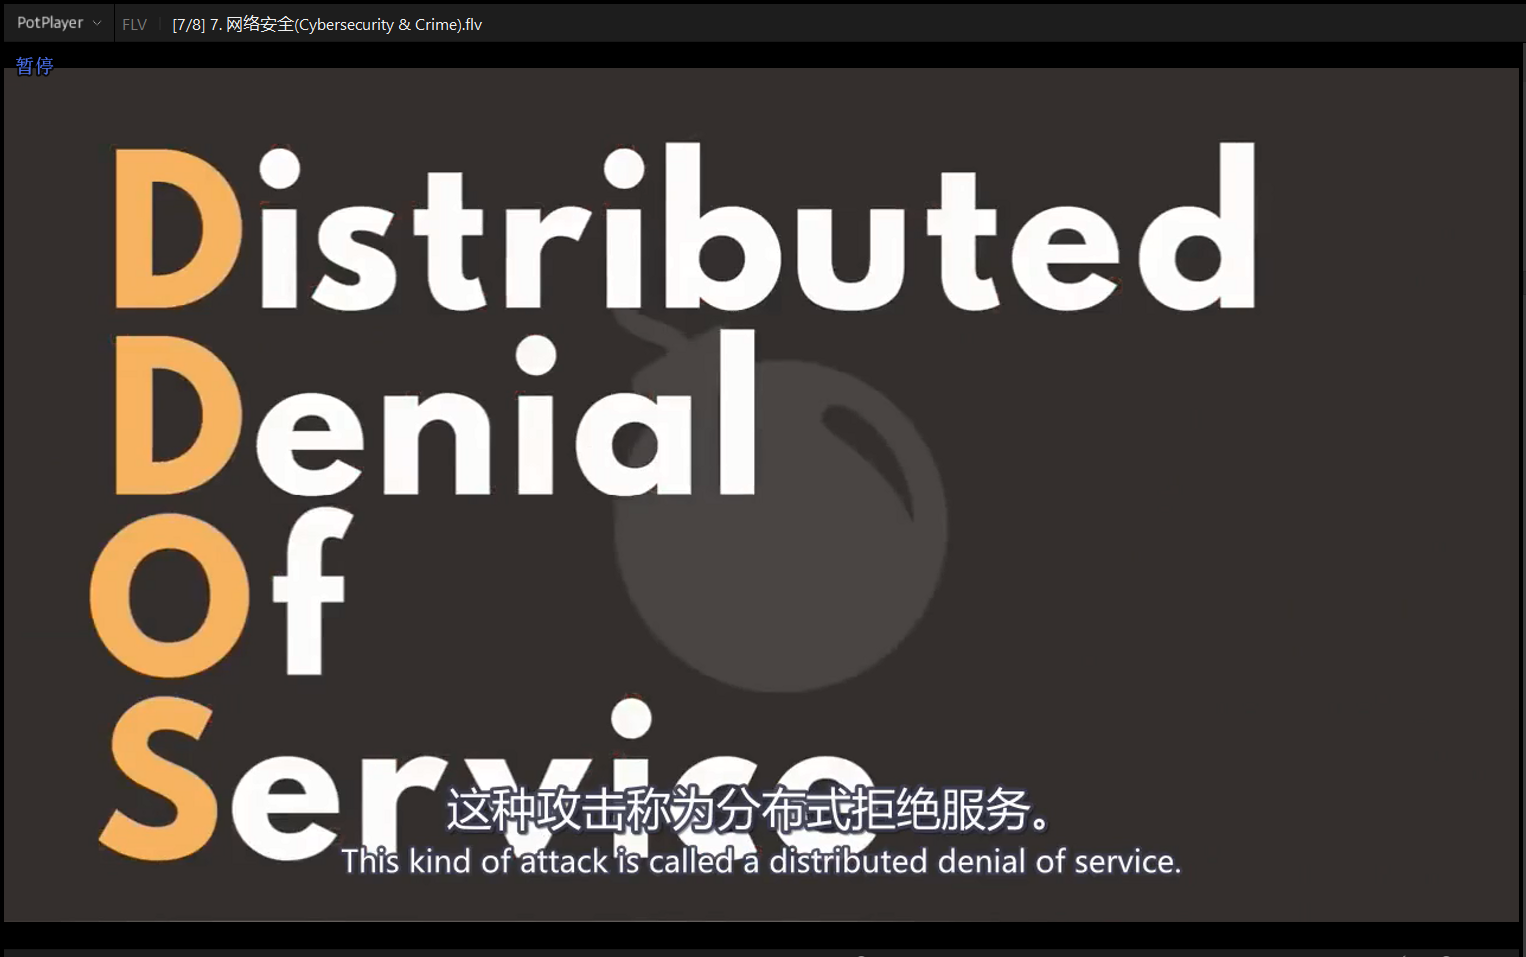 PotPlayer FLV [7/8] 7. 网络安全(Cybersecurity & Crime).flv
暂停
Distributed
Denial
Of
Service
这种攻击称为分布式拒绝服务。
This kind of attack is called a distributed denial of service.